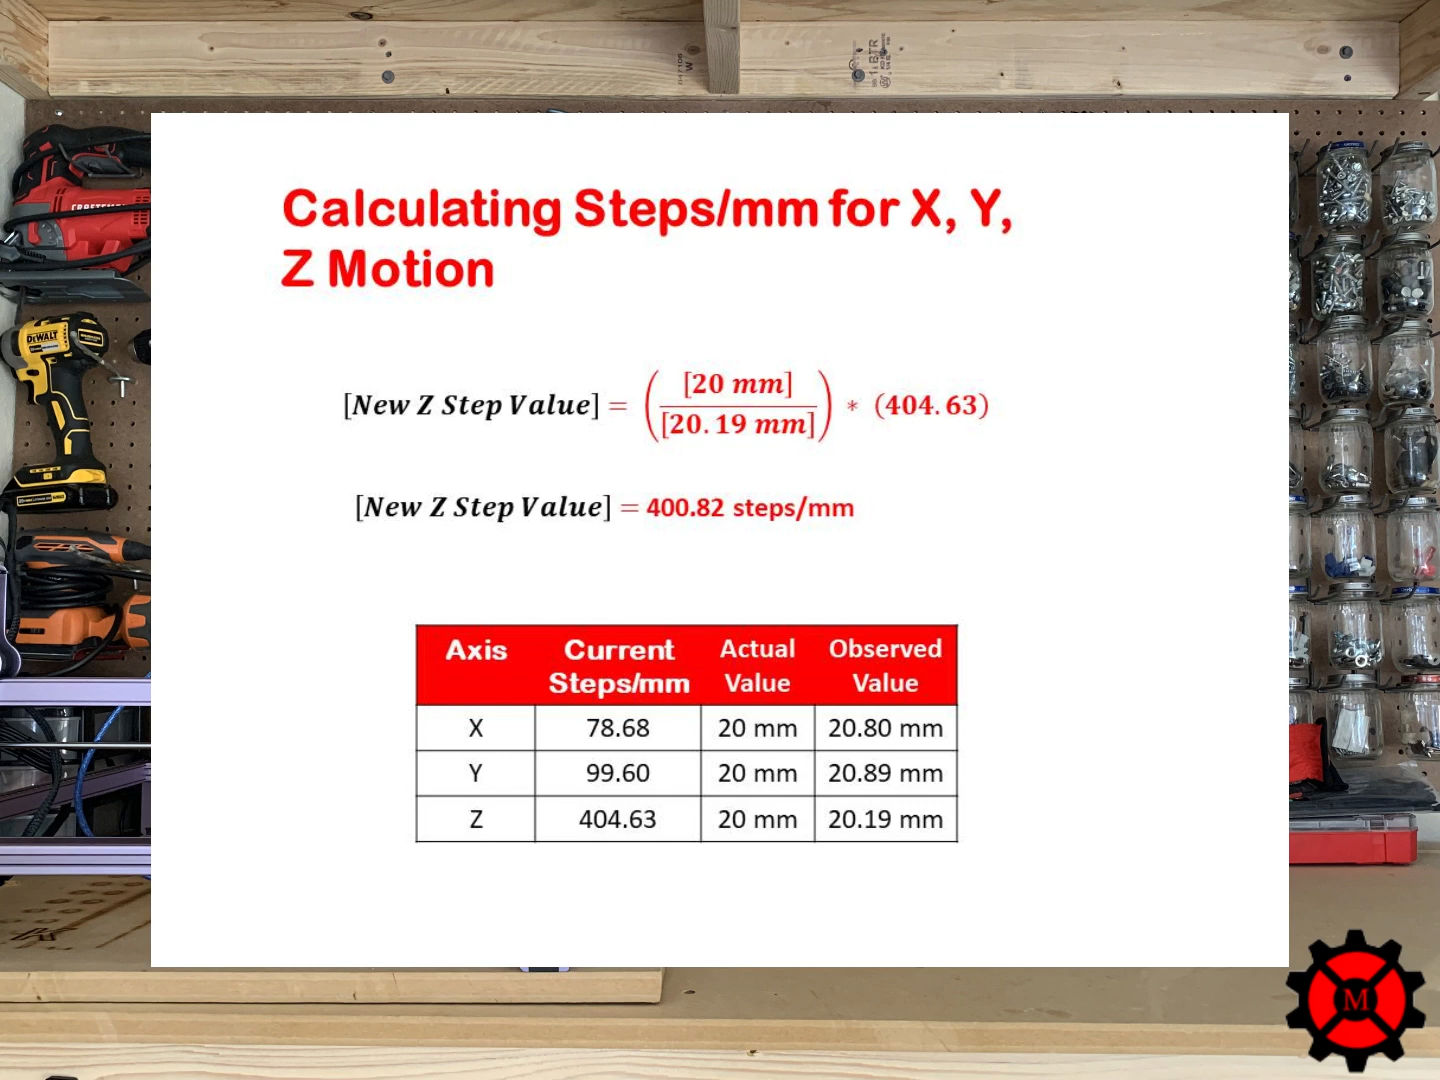 Calculating Steps/mm for X, Y,
Z Motion
[New Z Step Value] = ([20 mm] / [20.19 mm]) * (404.63)
[New Z Step Value] = 400.82 steps/mm
Axis Current Steps/mm Actual Value Observed Value
X 78.68 20 mm 20.80 mm
Y 99.60 20 mm 20.89 mm
Z 404.63 20 mm 20.19 mm
DEWALT
M